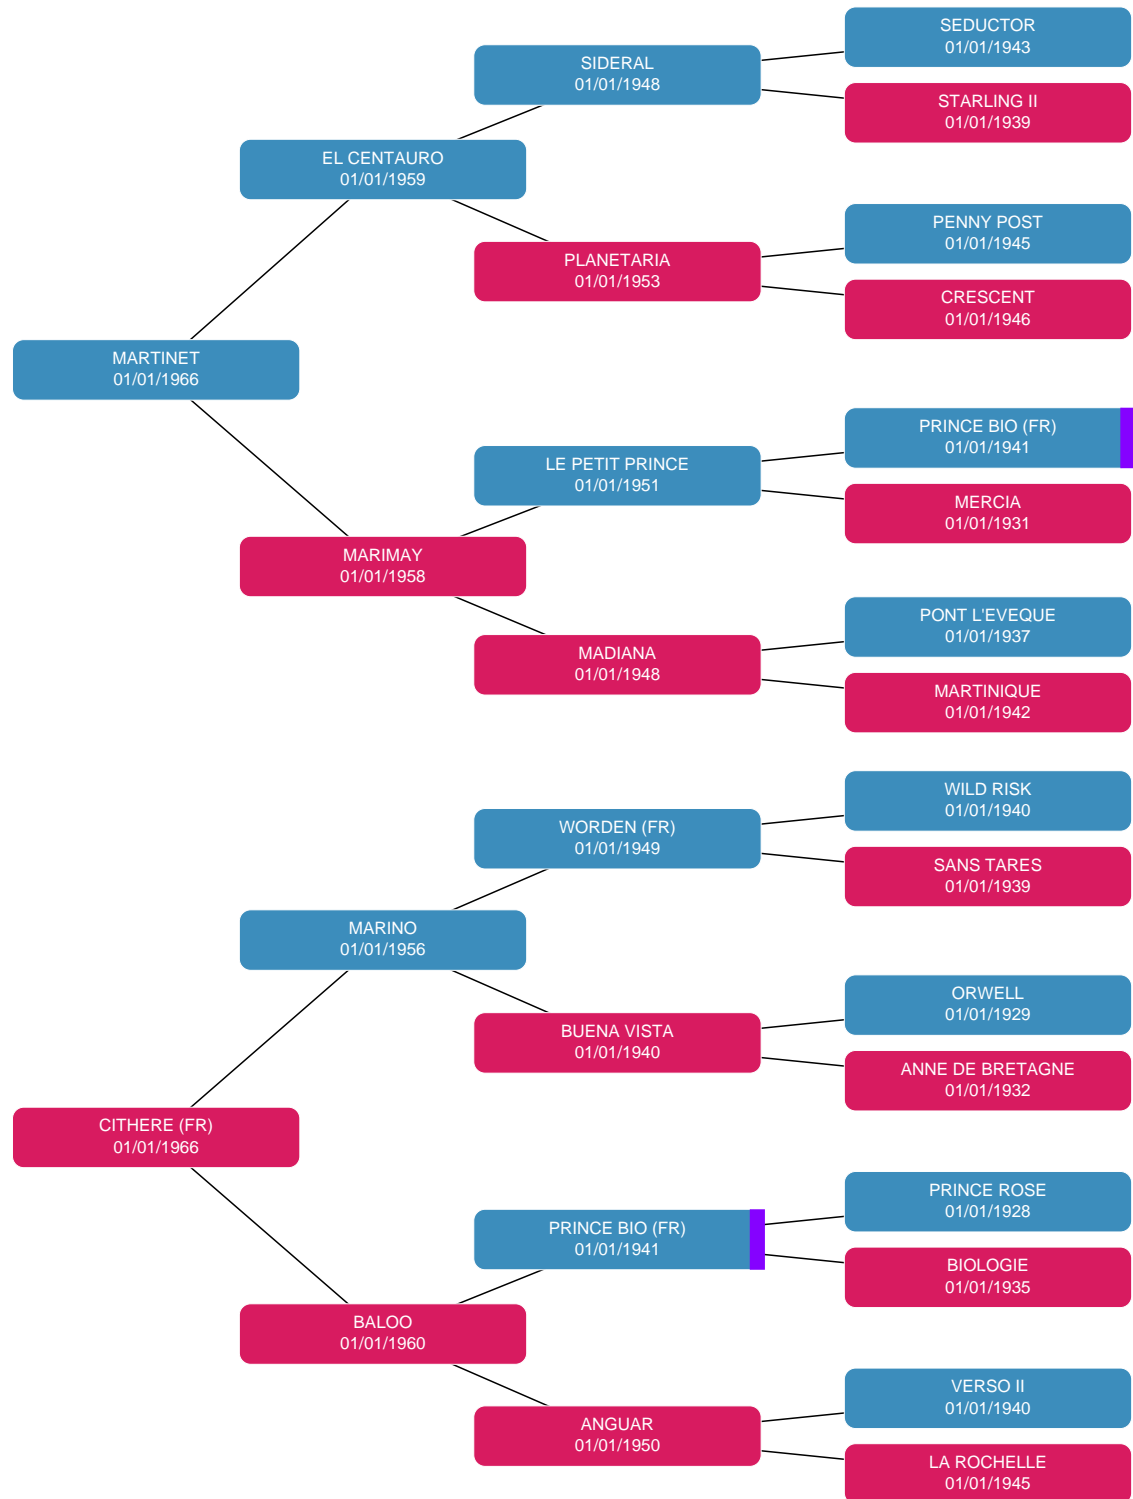 SEDUCTOR
01/01/1943
SIDERAL
01/01/1948
STARLING II
01/01/1939
EL CENTAURO
01/01/1959
PENNY POST
01/01/1945
PLANETARIA
01/01/1953
CRESCENT
01/01/1946
MARTINET
01/01/1966
PRINCE BIO (FR)
01/01/1941
LE PETIT PRINCE
01/01/1951
MERCIA
01/01/1931
MARIMAY
01/01/1958
PONT L'EVEQUE
01/01/1937
MADIANA
01/01/1948
MARTINIQUE
01/01/1942
WILD RISK
01/01/1940
WORDEN (FR)
01/01/1949
SANS TARES
01/01/1939
MARINO
01/01/1956
ORWELL
01/01/1929
BUENA VISTA
01/01/1940
ANNE DE BRETAGNE
01/01/1932
CITHERE (FR)
01/01/1966
PRINCE ROSE
01/01/1928
PRINCE BIO (FR)
01/01/1941
BIOLOGIE
01/01/1935
BALOO
01/01/1960
VERSO II
01/01/1940
ANGUAR
01/01/1950
LA ROCHELLE
01/01/1945